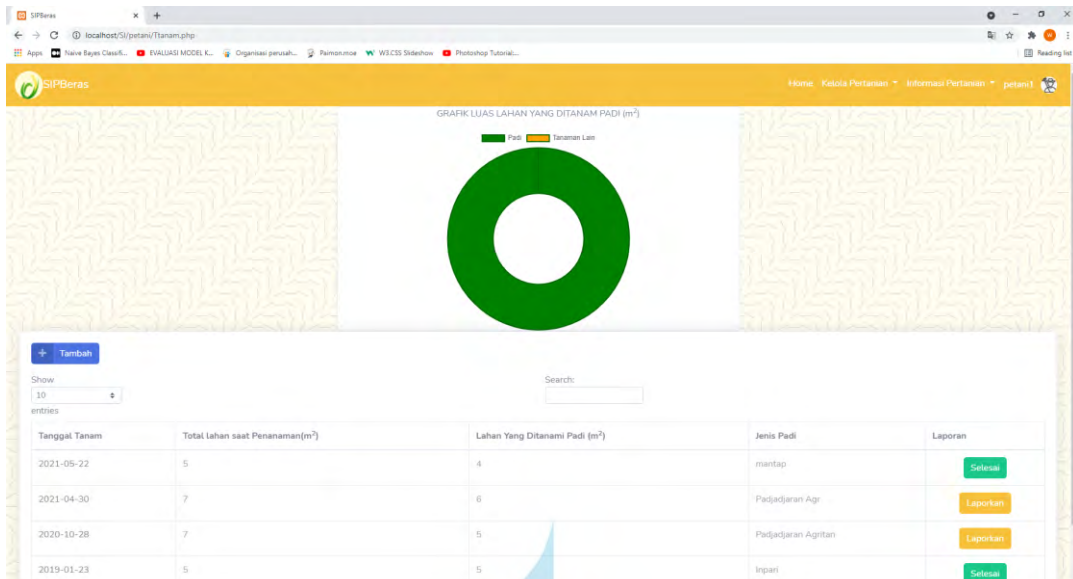 SIPBeras
localhost/SI/petani/Ttanam.php
Apps Naive Bayes Classifi... EVALUASI MODEL K... Organisasi perusah... Paimon.moe W3.CSS Slideshow Photoshop Tutorial:... Reading list
SIPBeras Home Kelola Pertanian Informasi Pertanian petani1
GRAFIK LUAS LAHAN YANG DITANAM PADI (m²)
Padi Tanaman Lain
+ Tambah
Show Search:
10
entries
Tanggal Tanam Total lahan saat Penanaman(m²) Lahan Yang Ditanami Padi (m²) Jenis Padi Laporan
2021-05-22 5 4 mantap Selesai
2021-04-30 7 6 Padjadjaran Agr Laporkan
2020-10-28 7 5 Padjadjaran Agritan Laporkan
2019-01-23 5 5 Inpari Selesai